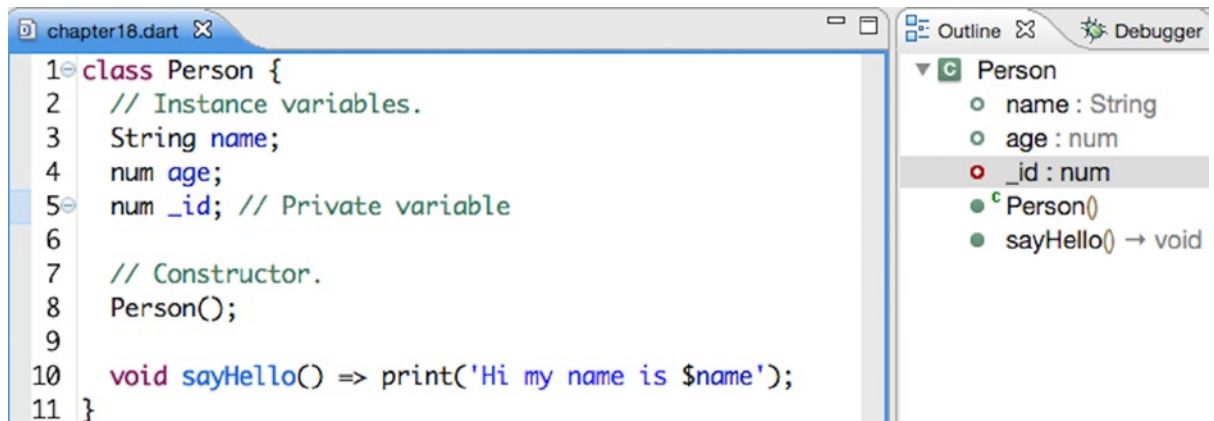 chapter18.dart
1 class Person {
2 // Instance variables.
3 String name;
4 num age;
5 num _id; // Private variable
6
7 // Constructor.
8 Person();
9
10 void sayHello() => print('Hi my name is $name');
11 }
Outline Debugger
C Person
name : String
age : num
_id : num
c Person()
sayHello() → void